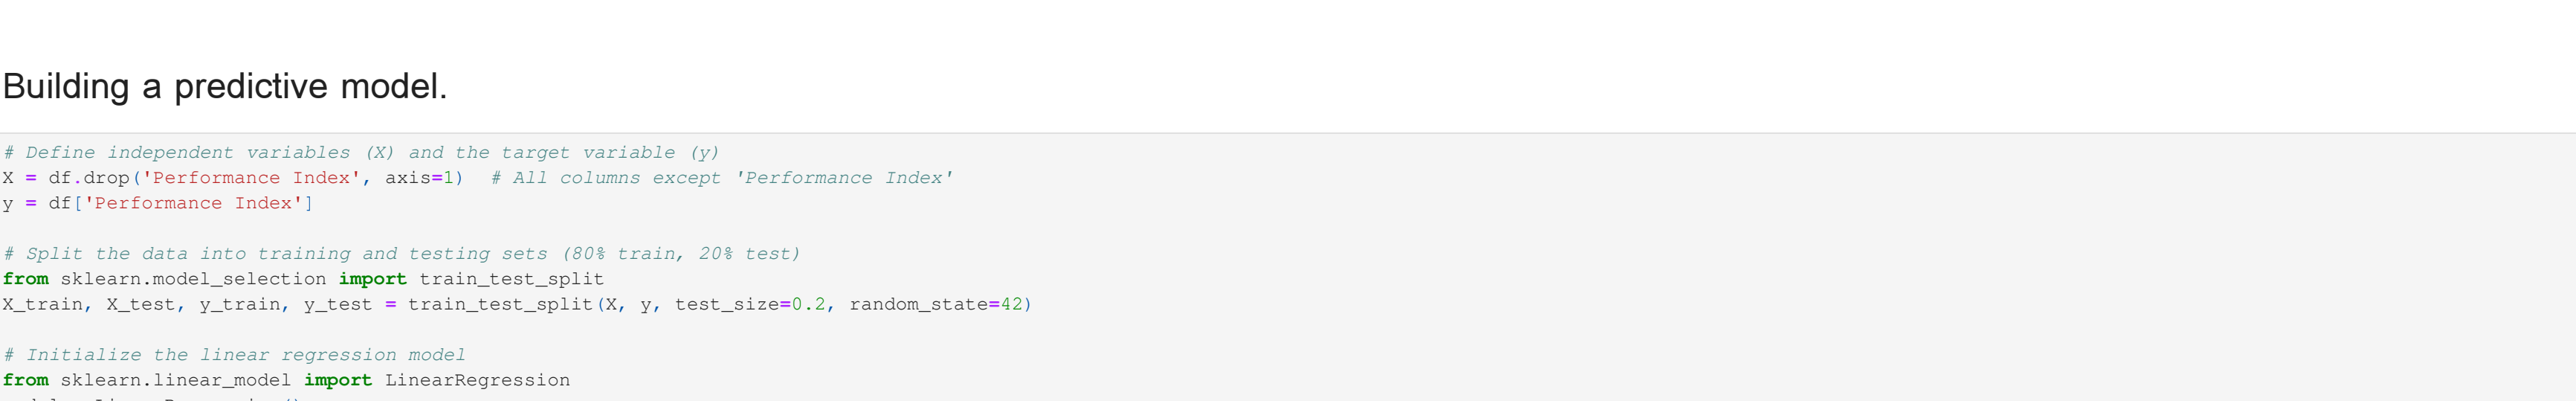 Building a predictive model.
# Define independent variables (X) and the target variable (y)
X = df.drop('Performance Index', axis=1)  # All columns except 'Performance Index'
y = df['Performance Index']
# Split the data into training and testing sets (80% train, 20% test)
from sklearn.model_selection import train_test_split
X_train, X_test, y_train, y_test = train_test_split(X, y, test_size=0.2, random_state=42)
# Initialize the linear regression model
from sklearn.linear_model import LinearRegression